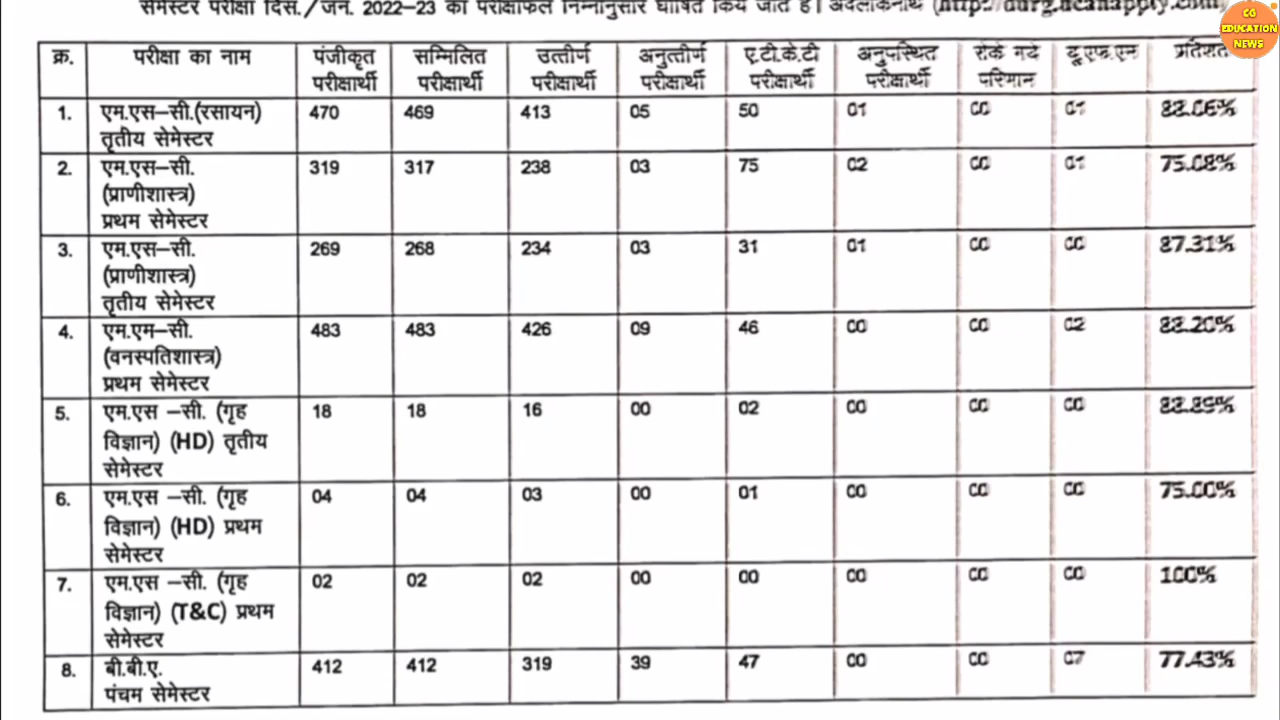 सेमेस्टर परीक्षा दिस./जन. 2022–23 का परीक्षाफल निम्नानुसार घोषित किये जाते है। अवलोकनार्थ
CG
EDUCATION
NEWS
क्र. परीक्षा का नाम पंजीकृत परीक्षार्थी सम्मिलित परीक्षार्थी उत्तीर्ण परीक्षार्थी अनुत्तीर्ण परीक्षार्थी ए.टी.के.टी परीक्षार्थी अनुपस्थित परीक्षार्थी रोके गये परिमान यू.एफ.एन प्रतिशत
1. एम.एस–सी.(रसायन) 470 469 413 05 50 01 00 01 88.06%
तृतीय सेमेस्टर
2. एम.एस–सी. 319 317 238 03 75 02 00 01 75.08%
(प्राणीशास्त्र)
प्रथम सेमेस्टर
3. एम.एस–सी. 269 268 234 03 31 01 00 00 87.31%
(प्राणीशास्त्र)
तृतीय सेमेस्टर
4. एम.एम–सी. 483 483 426 09 46 00 00 02 88.20%
(वनस्पतिशास्त्र)
प्रथम सेमेस्टर
5. एम.एस –सी. (गृह 18 18 16 00 02 00 00 00 88.89%
विज्ञान) (HD) तृतीय
सेमेस्टर
6. एम.एस –सी. (गृह 04 04 03 00 01 00 00 00 75.00%
विज्ञान) (HD) प्रथम
सेमेस्टर
7. एम.एस –सी. (गृह 02 02 02 00 00 00 00 00 100%
विज्ञान) (T&C) प्रथम
सेमेस्टर
8. बी.बी.ए. 412 412 319 39 47 00 00 07 77.43%
पंचम सेमेस्टर